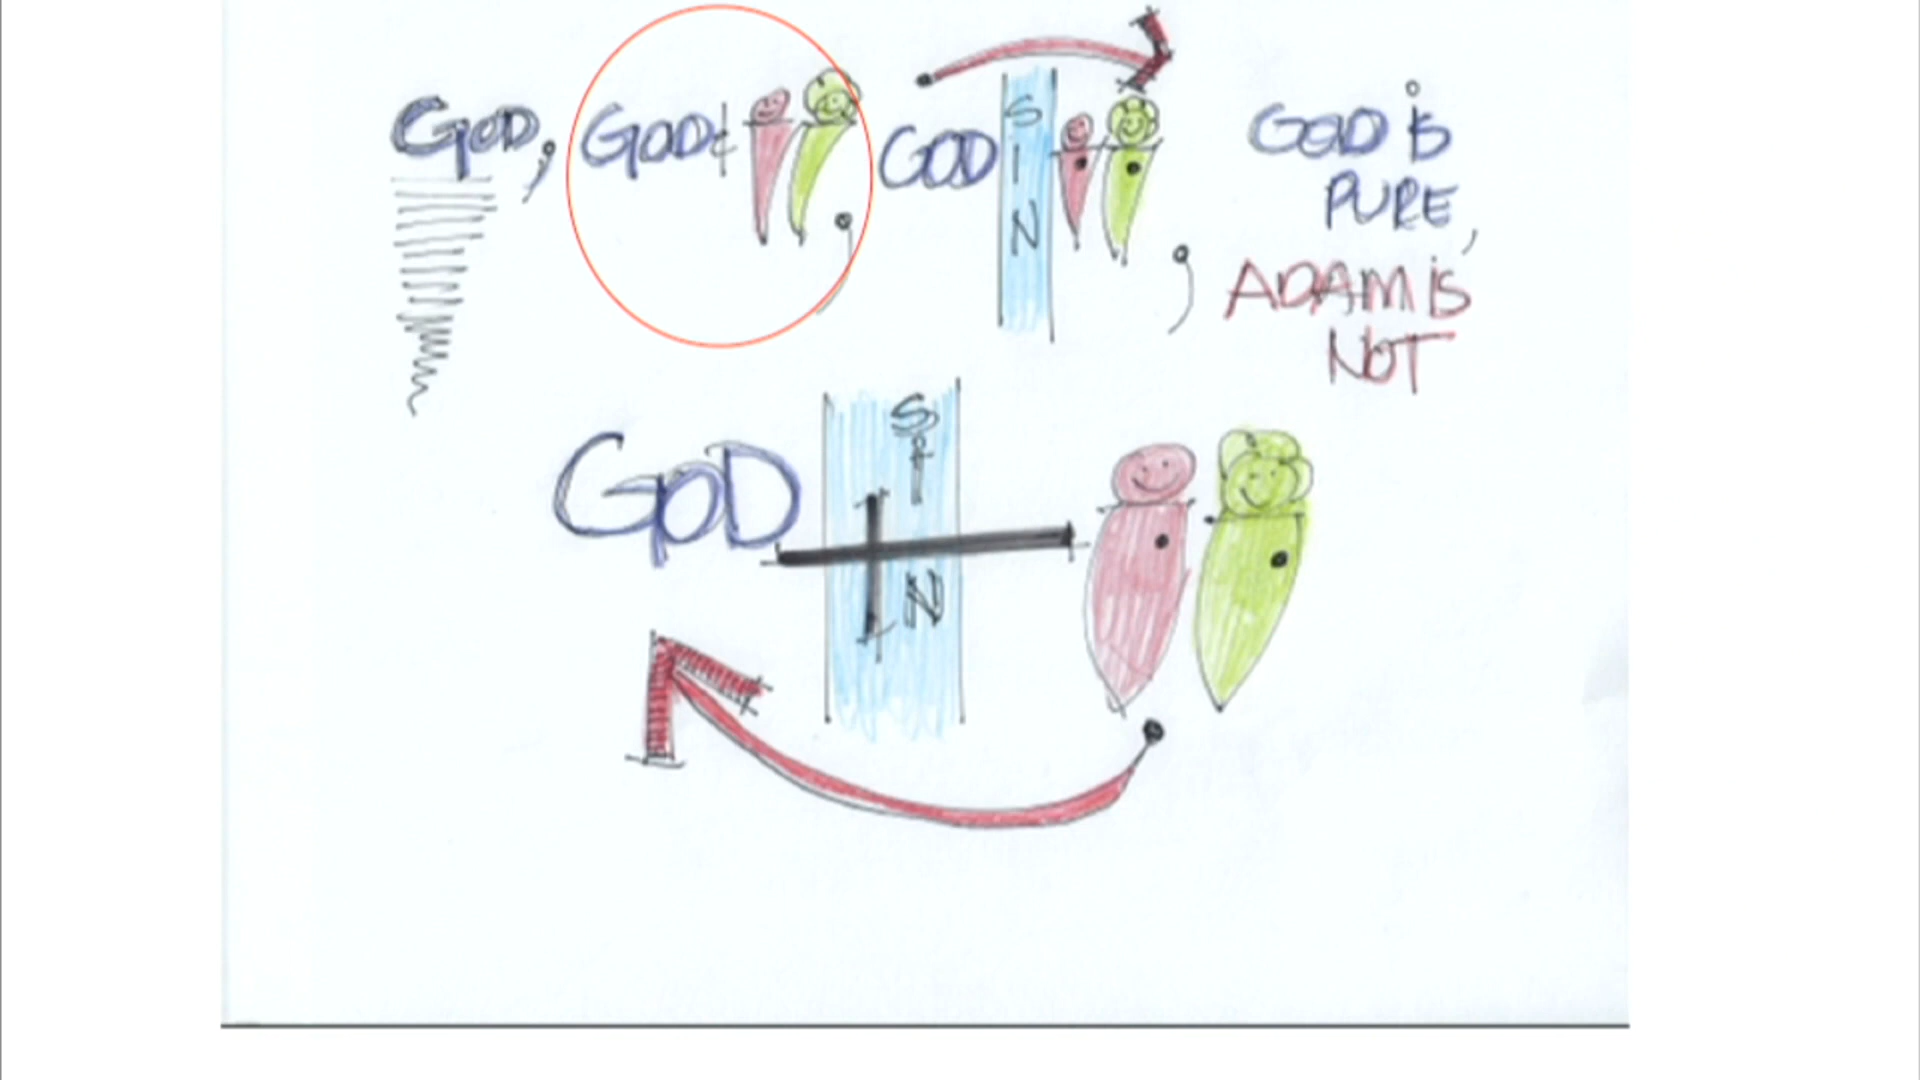 GOD, GOD & GOD SIN GOD is
PURE,
ADAM is
NOT
GOD SIN